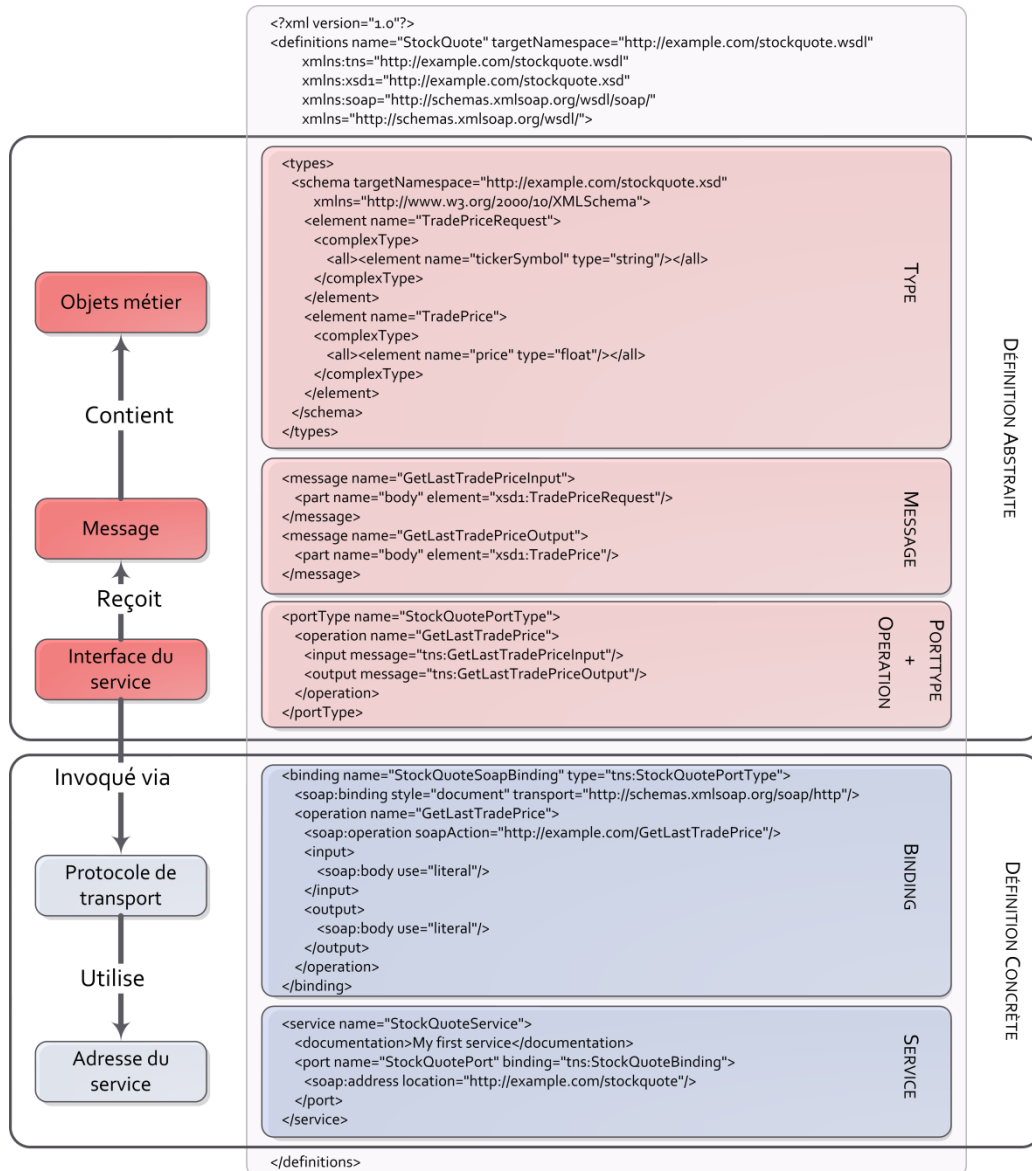 <?xml version="1.0"?>
<definitions name="StockQuote" targetNamespace="http://example.com/stockquote.wsdl"
xmlns:tns="http://example.com/stockquote.wsdl"
xmlns:xsd1="http://example.com/stockquote.xsd"
xmlns:soap="http://schemas.xmlsoap.org/wsdl/soap/"
xmlns="http://schemas.xmlsoap.org/wsdl/">
<types>
<schema targetNamespace="http://example.com/stockquote.xsd"
xmlns="http://www.w3.org/2000/10/XMLSchema">
<element name="TradePriceRequest">
<complexType>
<all><element name="tickerSymbol" type="string"/></all>
</complexType>
</element>
<element name="TradePrice">
<complexType>
<all><element name="price" type="float"/></all>
</complexType>
</element>
</schema>
</types>
TYPE
<message name="GetLastTradePriceInput">
<part name="body" element="xsd1:TradePriceRequest"/>
</message>
<message name="GetLastTradePriceOutput">
<part name="body" element="xsd1:TradePrice"/>
</message>
MESSAGE
<portType name="StockQuotePortType">
<operation name="GetLastTradePrice">
<input message="tns:GetLastTradePriceInput"/>
<output message="tns:GetLastTradePriceOutput"/>
</operation>
</portType>
PORTTYPE
+
OPERATION
DÉFINITION ABSTRAITE
Objets métier
Contient
Message
Reçoit
Interface du
service
Invoqué via
Protocole de
transport
Utilise
Adresse du
service
<binding name="StockQuoteSoapBinding" type="tns:StockQuotePortType">
<soap:binding style="document" transport="http://schemas.xmlsoap.org/soap/http"/>
<operation name="GetLastTradePrice">
<soap:operation soapAction="http://example.com/GetLastTradePrice"/>
<input>
<soap:body use="literal"/>
</input>
<output>
<soap:body use="literal"/>
</output>
</operation>
</binding>
BINDING
<service name="StockQuoteService">
<documentation>My first service</documentation>
<port name="StockQuotePort" binding="tns:StockQuoteBinding">
<soap:address location="http://example.com/stockquote"/>
</port>
</service>
SERVICE
DÉFINITION CONCRÈTE
</definitions>